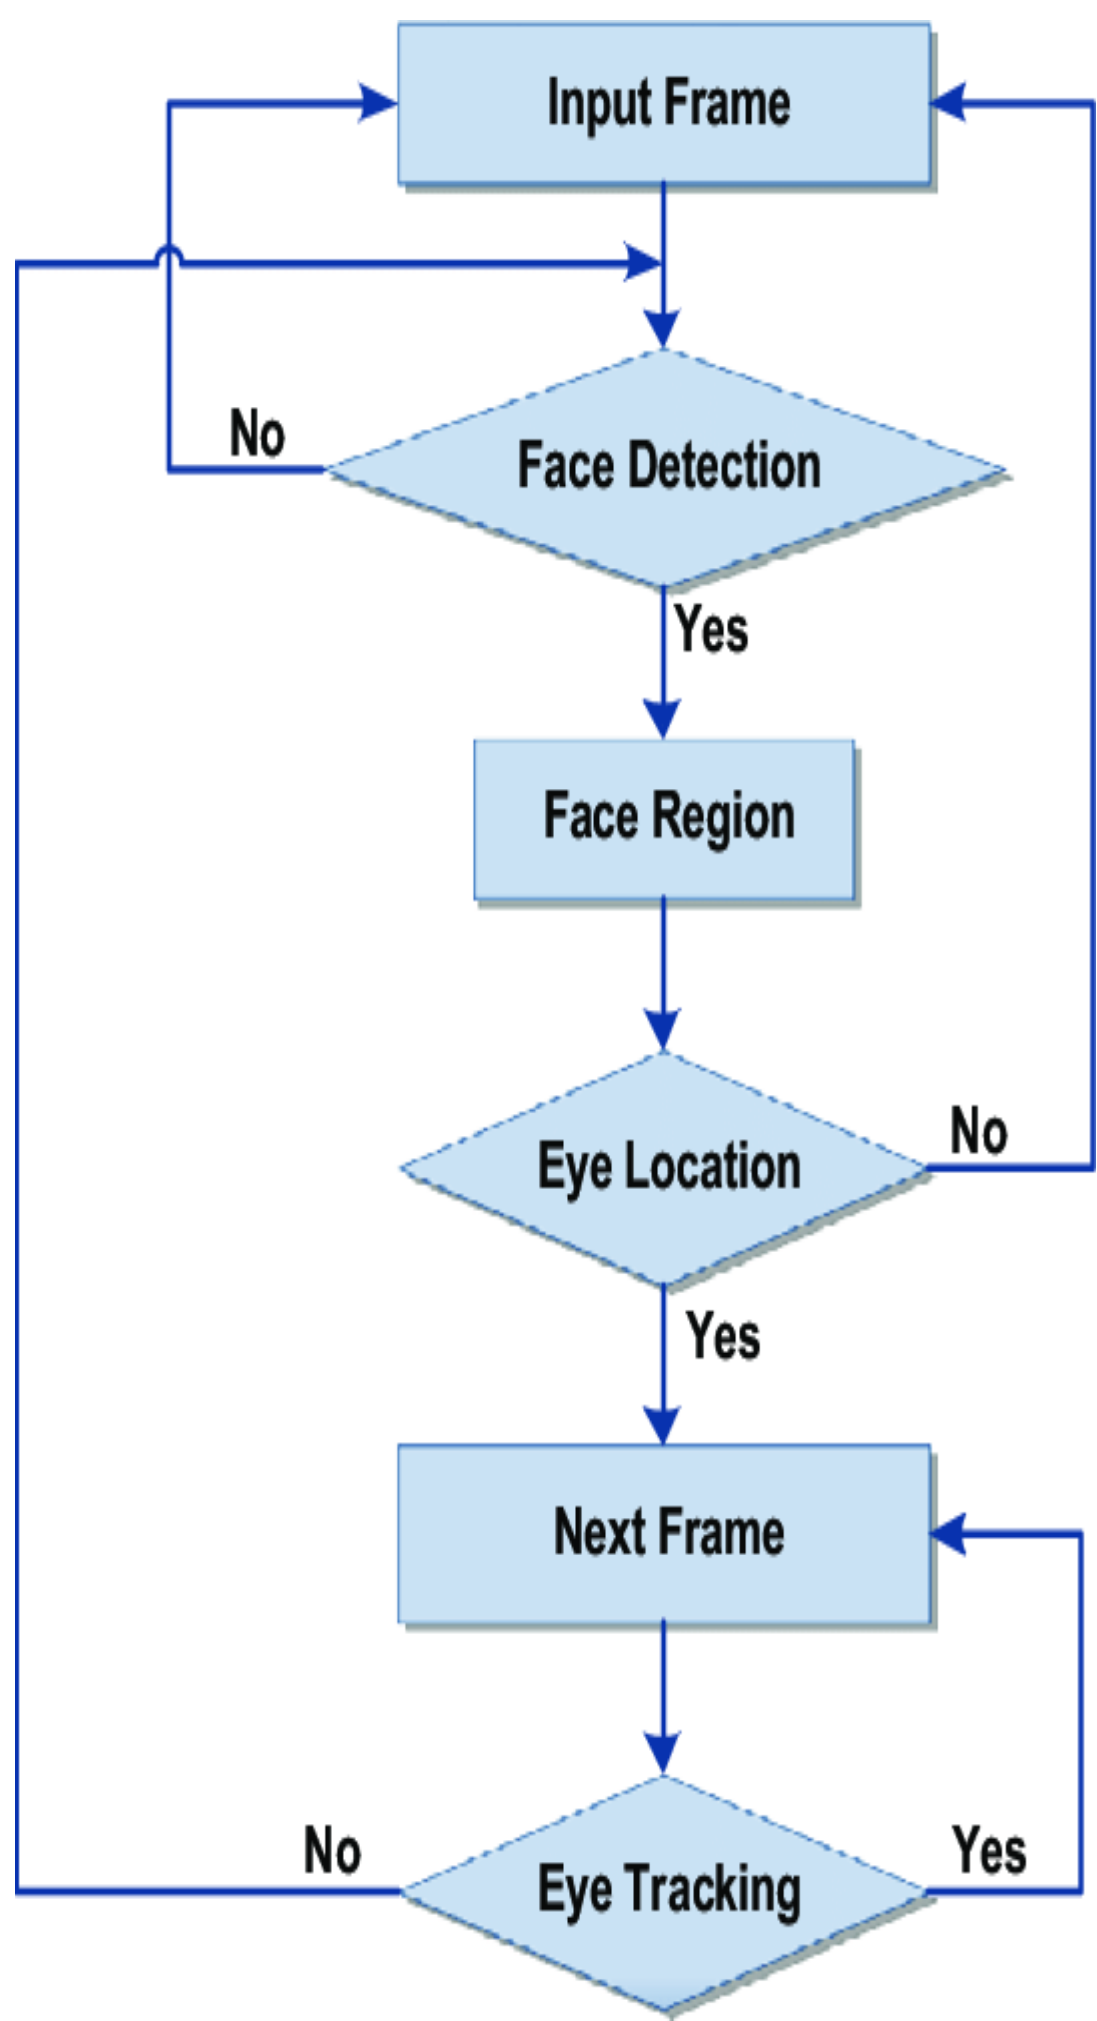 Input Frame
No
Face Detection
Yes
Face Region
No
Eye Location
Yes
Next Frame
No
Yes
Eye Tracking